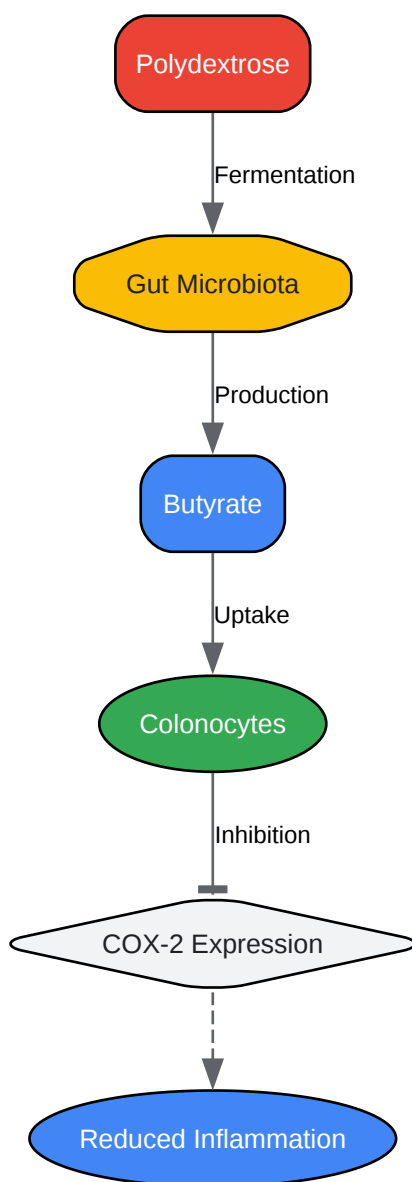 Polydextrose
Fermentation
Gut Microbiota
Production
Butyrate
Uptake
Colonocytes
Inhibition
COX-2 Expression
Reduced Inflammation